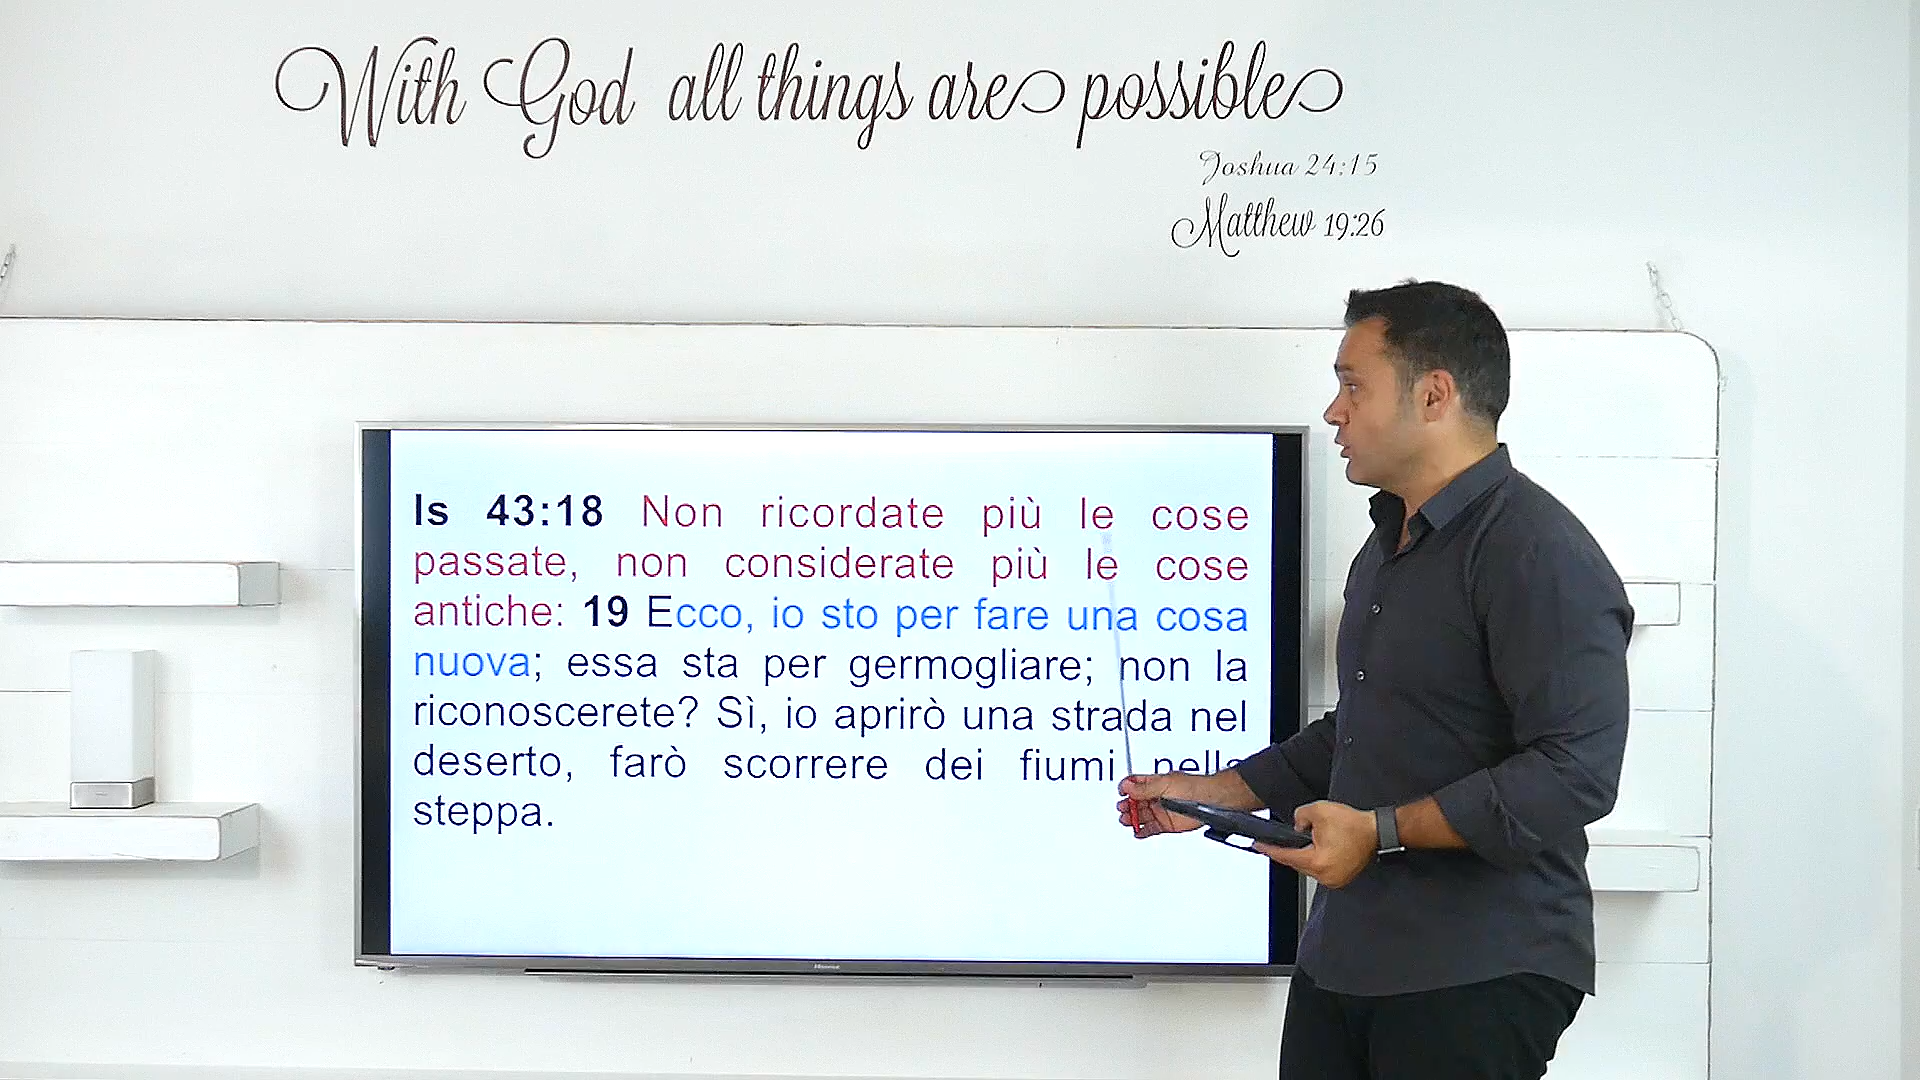 With God all things are possible
Joshua 24:15
Matthew 19:26
Is 43:18 Non ricordate più le cose
passate, non considerate più le cose
antiche: 19 Ecco, io sto per fare una cosa
nuova; essa sta per germogliare; non la
riconoscerete? Sì, io aprirò una strada nel
deserto, farò scorrere dei fiumi nella
steppa.
Hisense